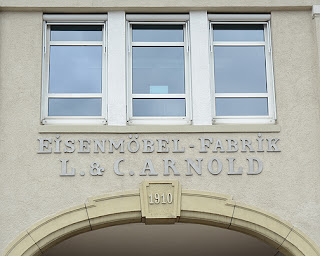 EISENMÖBEL-FABRIK
L. & C. ARNOLD
1910